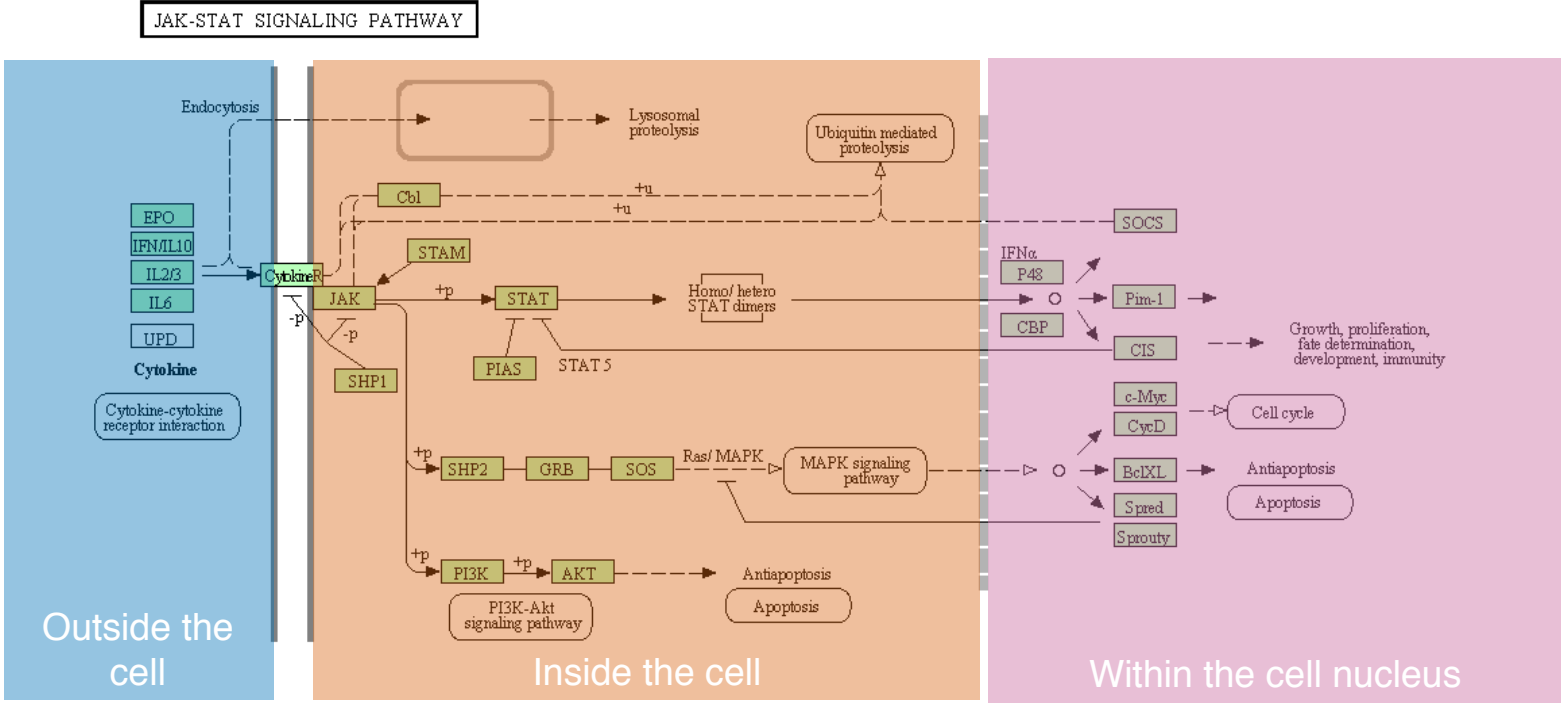 JAK-STAT SIGNALING PATHWAY
Endocytosis
Lysosomal
proteolysis
Ubiquitin mediated
proteolysis
Cbl
+u
+u
EPO
IFN/IL10
IL2/3
IL6
UPD
Cytokine
Cytokine-cytokine
receptor interaction
CytokineR
JAK
STAM
+p
STAT
Homo/ hetero
STAT dimers
-p
-p
SHP1
PIAS
STAT 5
SOCS
IFNα
P48
CBP
Pim-1
CIS
Growth, proliferation,
fate determination,
development, immunity
c-Myc
CycD
Cell cycle
+p
SHP2
GRB
SOS
Ras/ MAPK
MAPK signaling
pathway
BclXL
Antiapoptosis
Spred
Apoptosis
Sprouty
+p
PI3K
+p
AKT
Antiapoptosis
PI3K-Akt
signaling pathway
Apoptosis
Outside the
cell
Inside the cell
Within the cell nucleus